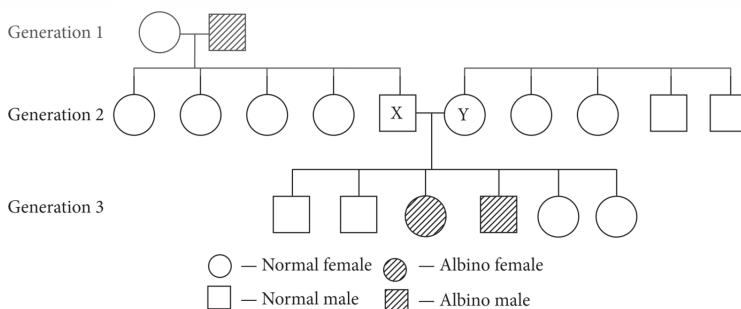 Generation 1
Generation 2
X
Y
Generation 3
— Normal female
— Albino female
— Normal male
— Albino male